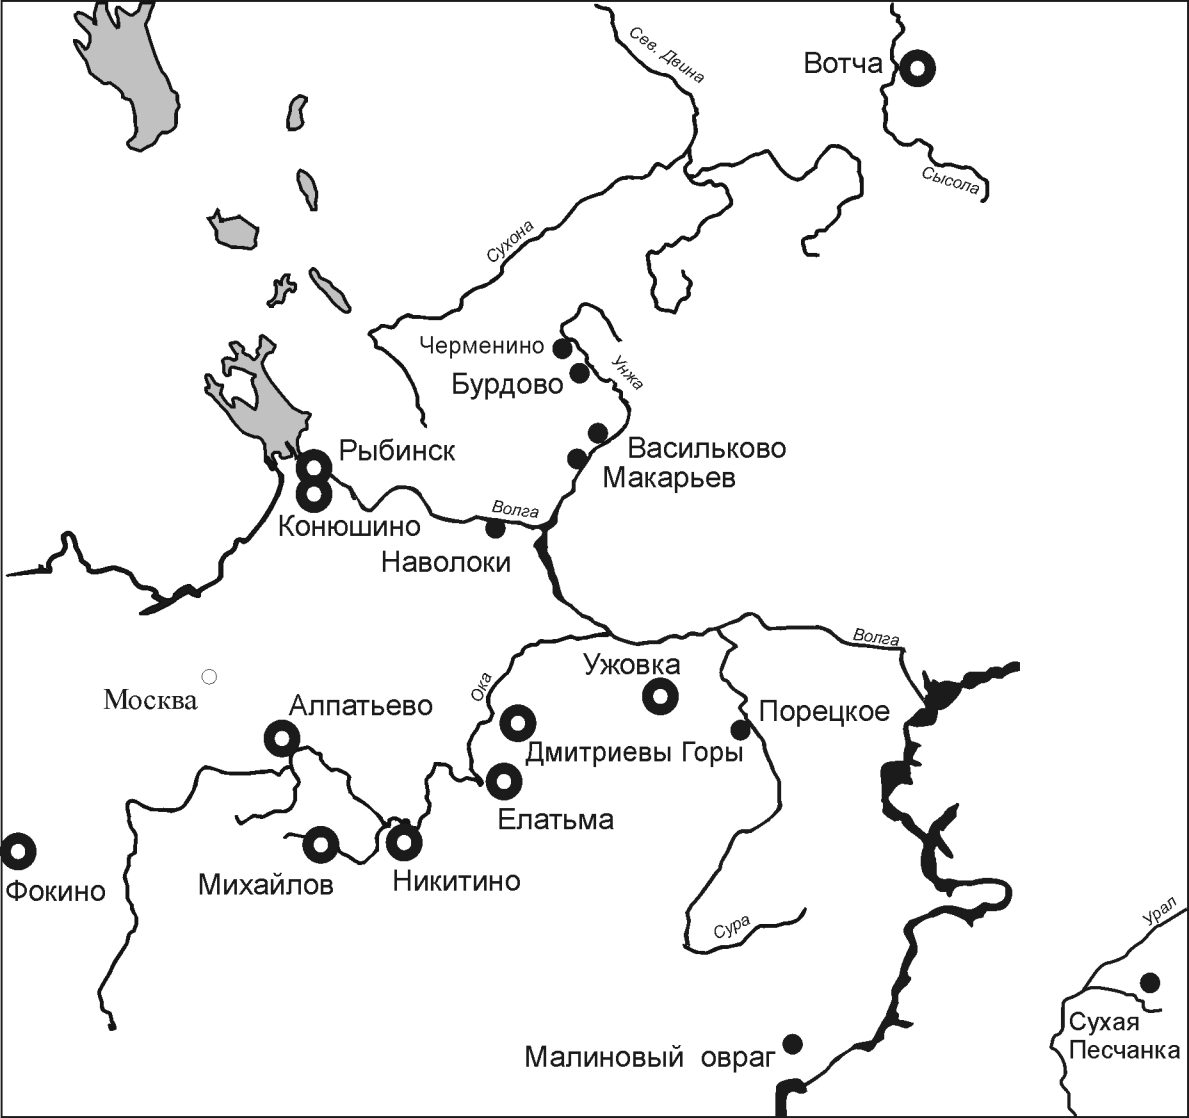 Сев. Двина
Вотча
Сысола
Сухона
Черменино
Унжа
Бурдово
Рыбинск
Васильково
Макарьев
Волга
Конюшино
Наволоки
Волга
Ужовка
Ока
Москва
Алпатьево
Порецкое
Дмитриевы Горы
Елатьма
Фокино
Михайлов
Никитино
Сура
Урал
Сухая
Песчанка
Малиновый овраг